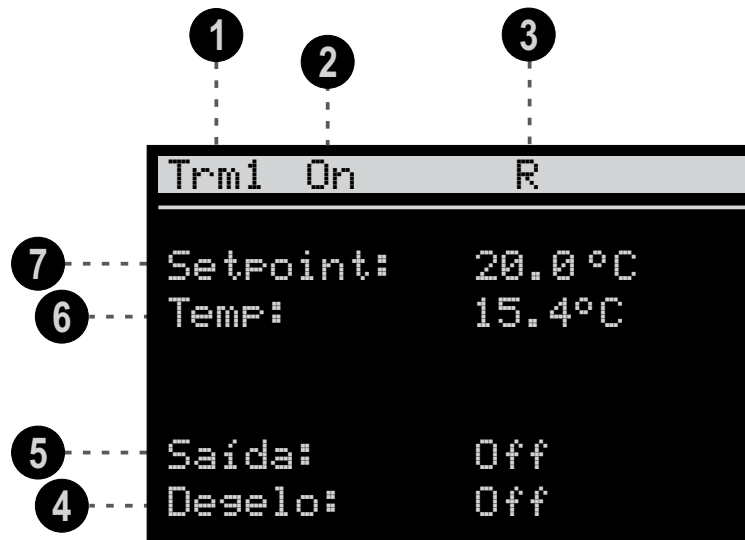 1 2 3
Trm1 On R
7 Setpoint: 20.0°C
6 Temp: 15.4°C
5 Saída: Off
4 Degelo: Off